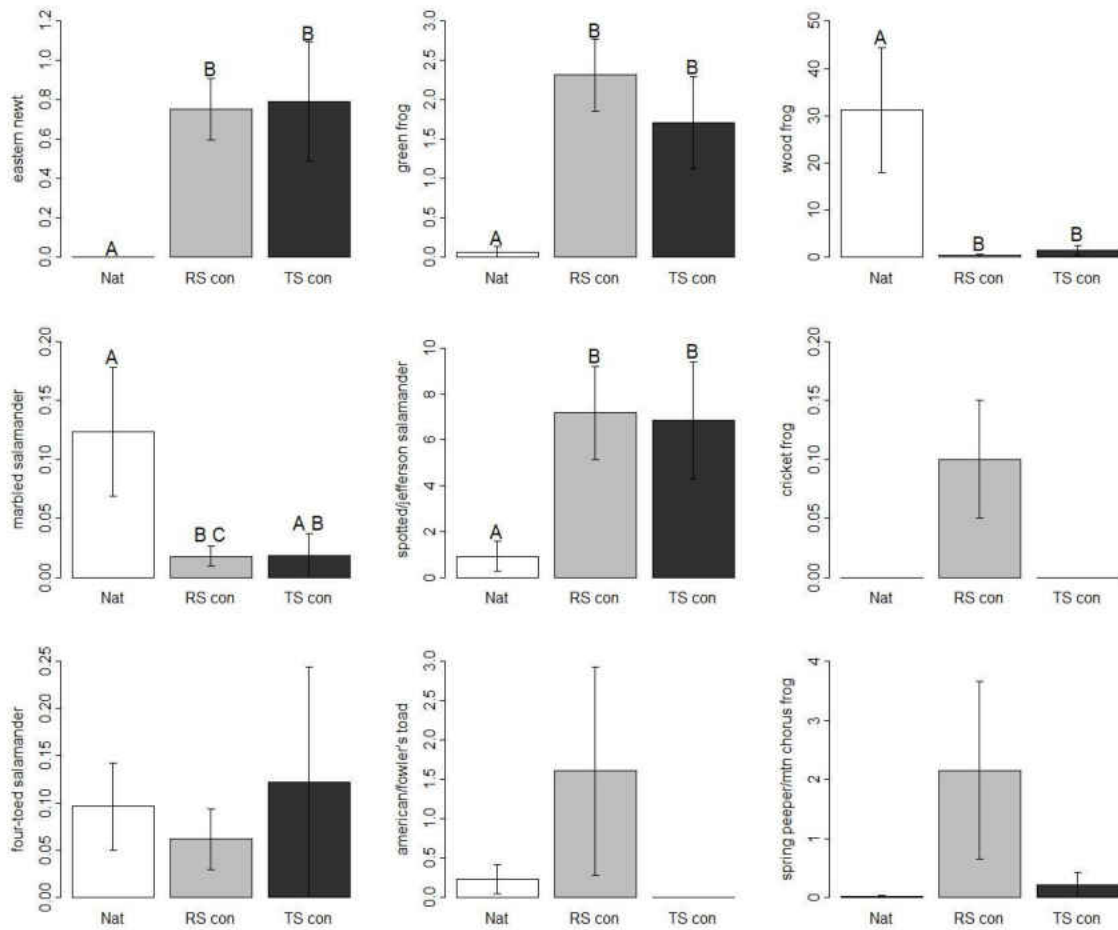 eastern newt
1.2
1.0
0.8
0.6
0.4
0.2
0.0
A
B
B
Nat RS con TS con
green frog
3.0
2.5
2.0
1.5
1.0
0.5
0.0
A
B
B
Nat RS con TS con
wood frog
50
40
30
20
10
0
A
B
B
Nat RS con TS con
marbled salamander
0.20
0.15
0.10
0.05
0.00
A
B C
A B
Nat RS con TS con
spotted/jefferson salamander
10
8
6
4
2
0
A
B
B
Nat RS con TS con
cricket frog
0.20
0.15
0.10
0.05
0.00
Nat RS con TS con
four-toed salamander
0.25
0.20
0.15
0.10
0.05
0.00
Nat RS con TS con
american/fowler's toad
3.0
2.5
2.0
1.5
1.0
0.5
0.0
Nat RS con TS con
spring peeper/mtn chorus frog
4
3
2
1
0
Nat RS con TS con